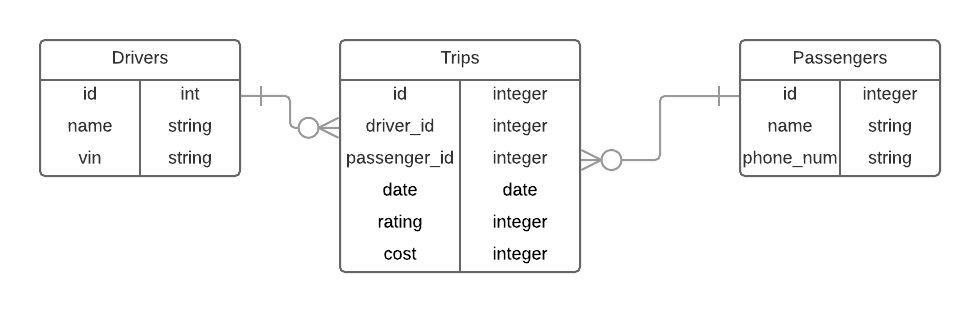 Drivers
id int
name string
vin string
Trips
id integer
driver_id integer
passenger_id integer
date date
rating integer
cost integer
Passengers
id integer
name string
phone_num string